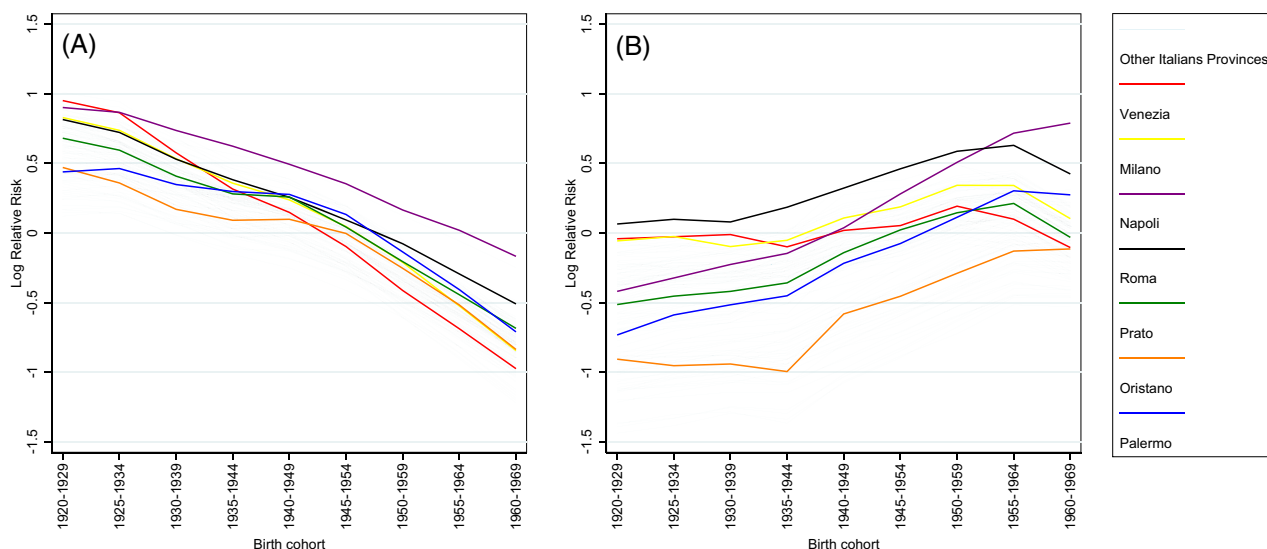 (A)
Log Relative Risk
1.5
1
0.5
0
-0.5
-1
-1.5
1920-1929
1925-1934
1930-1939
1935-1944
1940-1949
1945-1954
1950-1959
1955-1964
1960-1969
Birth cohort
(B)
Log Relative Risk
1.5
1
0.5
0
-0.5
-1
-1.5
1920-1929
1925-1934
1930-1939
1935-1944
1940-1949
1945-1954
1950-1959
1955-1964
1960-1969
Birth cohort
Other Italians Provinces
Venezia
Milano
Napoli
Roma
Prato
Oristano
Palermo